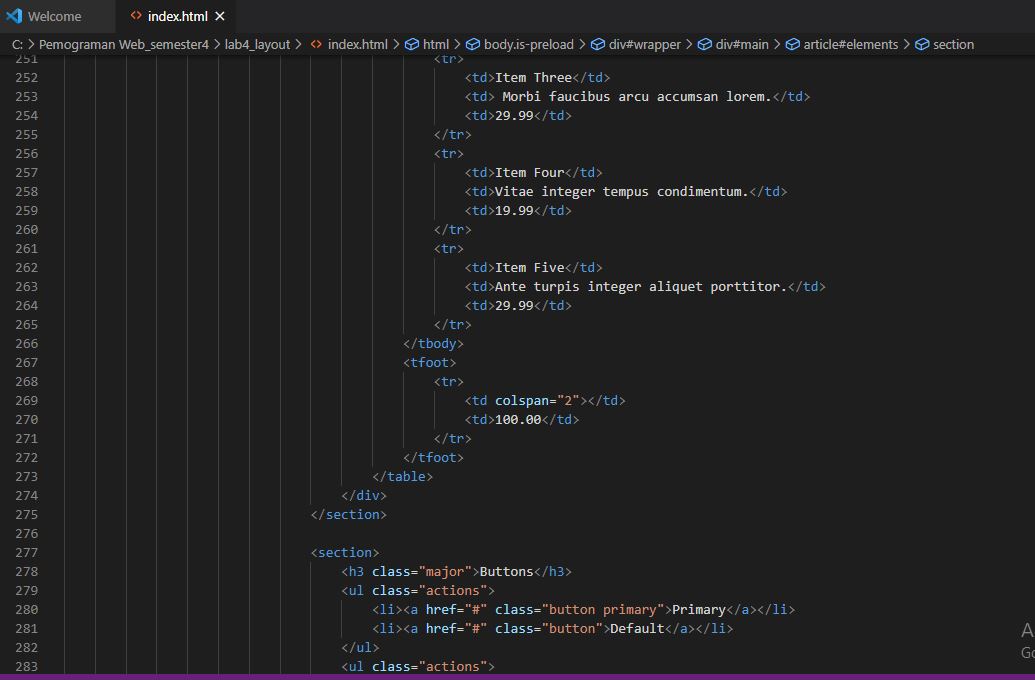 Welcome
index.html
C: > Pemograman Web_semester4 > lab4_layout > index.html > html > body.is-preload > div#wrapper > div#main > article#elements > section
251 <tr>
252 <td>Item Three</td>
253 <td> Morbi faucibus arcu accumsan lorem.</td>
254 <td>29.99</td>
255 </tr>
256 <tr>
257 <td>Item Four</td>
258 <td>Vitae integer tempus condimentum.</td>
259 <td>19.99</td>
260 </tr>
261 <tr>
262 <td>Item Five</td>
263 <td>Ante turpis integer aliquet porttitor.</td>
264 <td>29.99</td>
265 </tr>
266 </tbody>
267 <tfoot>
268 <tr>
269 <td colspan="2"></td>
270 <td>100.00</td>
271 </tr>
272 </tfoot>
273 </table>
274 </div>
275 </section>
276
277 <section>
278 <h3 class="major">Buttons</h3>
279 <ul class="actions">
280 <li><a href="#" class="button primary">Primary</a></li>
281 <li><a href="#" class="button">Default</a></li>
282 </ul>
283 <ul class="actions">